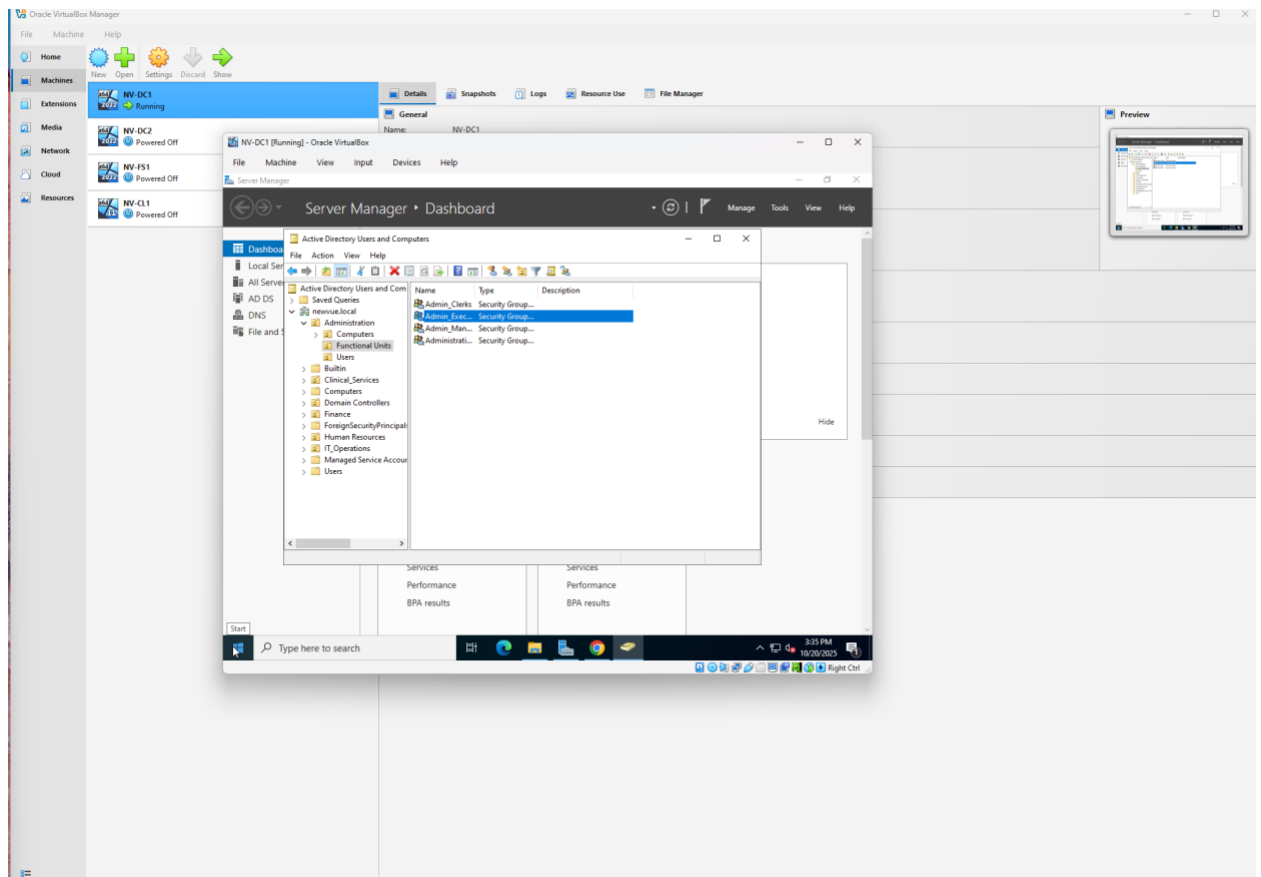 Oracle VirtualBox Manager
File Machine Help
Home
Machines
Extensions
Media
Network
Cloud
Resources
New Open Settings Discard Show
NV-DC1
Running
NV-DC2
Powered Off
NV-FS1
Powered Off
NV-CL1
Powered Off
Details Snapshots Logs Resource Use File Manager
General
Name: NV-DC1
Preview
NV-DC1 [Running] - Oracle VirtualBox
File Machine View Input Devices Help
Server Manager
Server Manager • Dashboard
Manage Tools View Help
Dashboa
Local Ser
All Serve
AD DS
DNS
File and S
Active Directory Users and Computers
File Action View Help
Active Directory Users and Com
Saved Queries
newvue.local
Administration
Computers
Functional Units
Users
Builtin
Clinical_Services
Computers
Domain Controllers
Finance
ForeignSecurityPrincipals
Human Resources
IT_Operations
Managed Service Accour
Users
Name Type Description
Admin_Clerks Security Group...
Admin_Exec... Security Group...
Admin_Man... Security Group...
Administrati... Security Group...
Hide
Services Services
Performance Performance
BPA results BPA results
Start
Type here to search
3:35 PM
10/20/2025
Right Ctrl